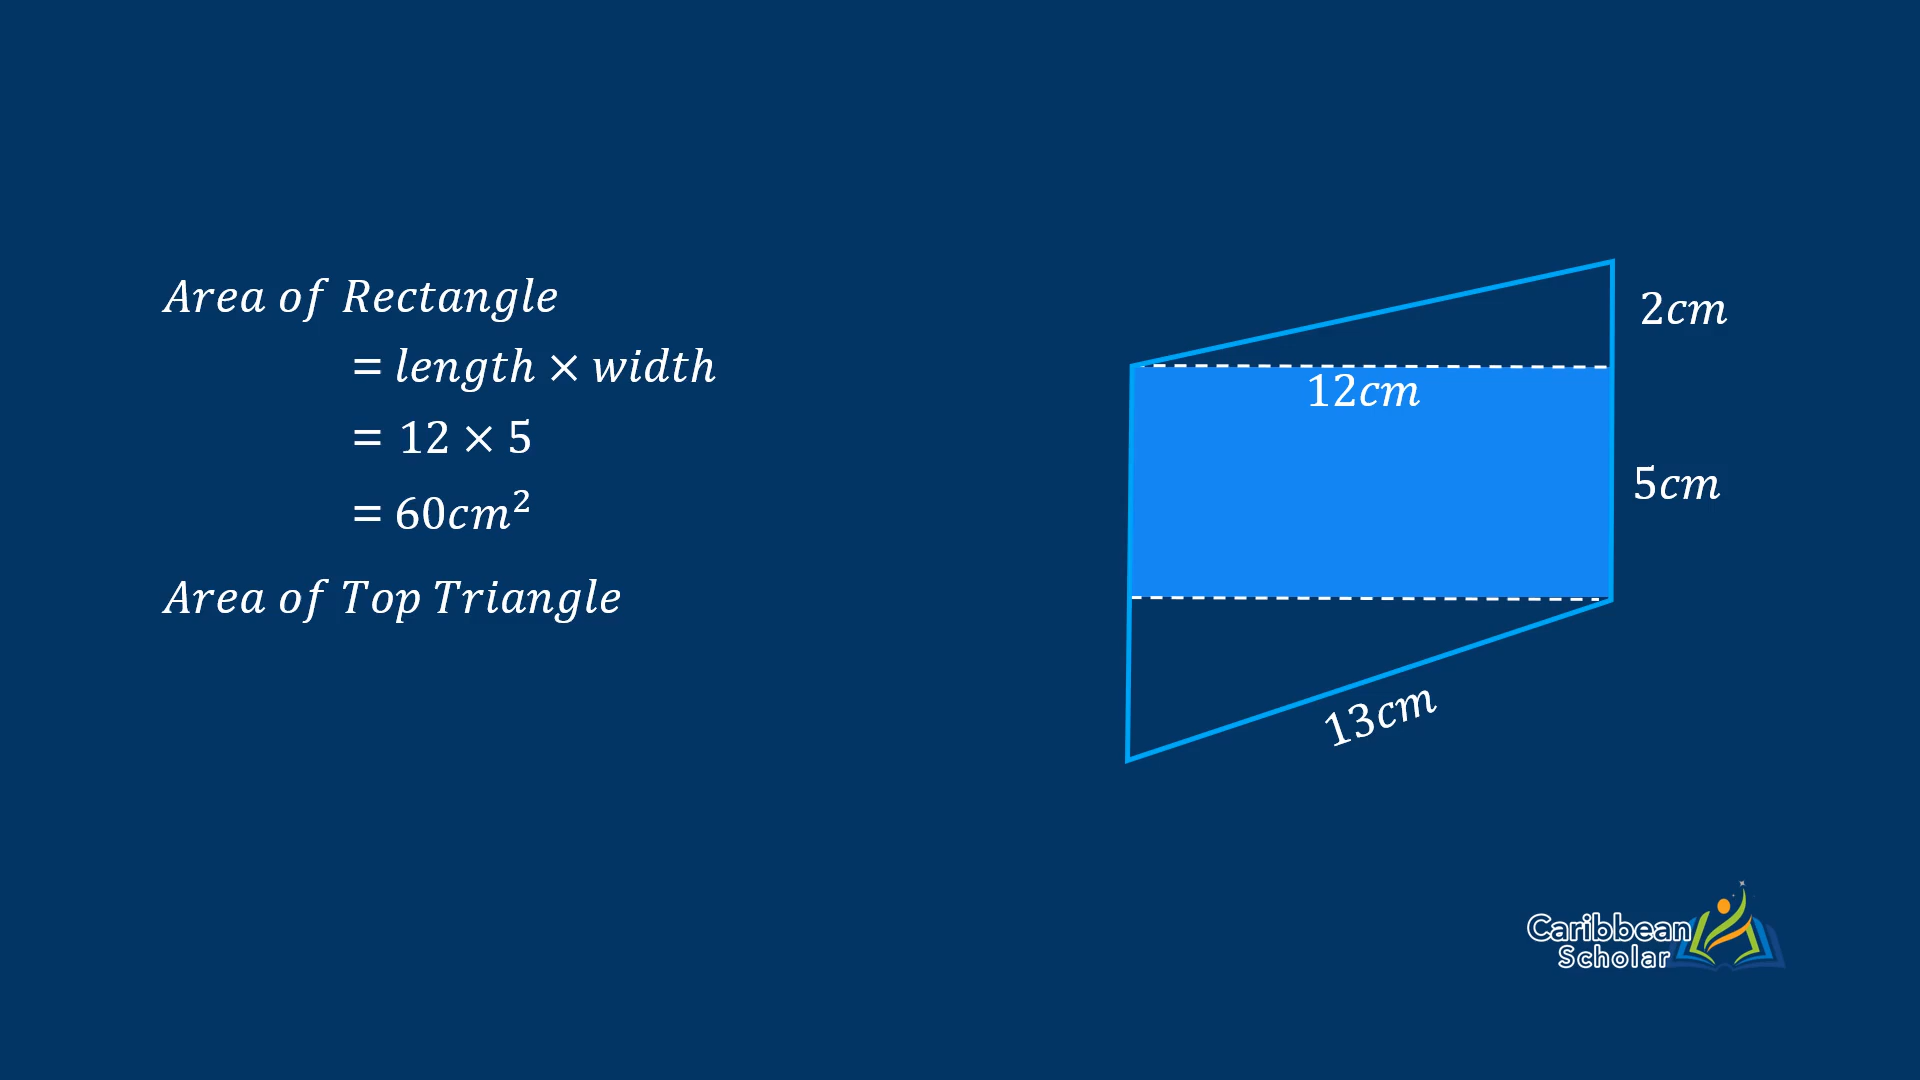 Area of Rectangle
= length × width
= 12 × 5
= 60cm²
Area of Top Triangle
2cm
12cm
5cm
13cm
Caribbean
Scholar